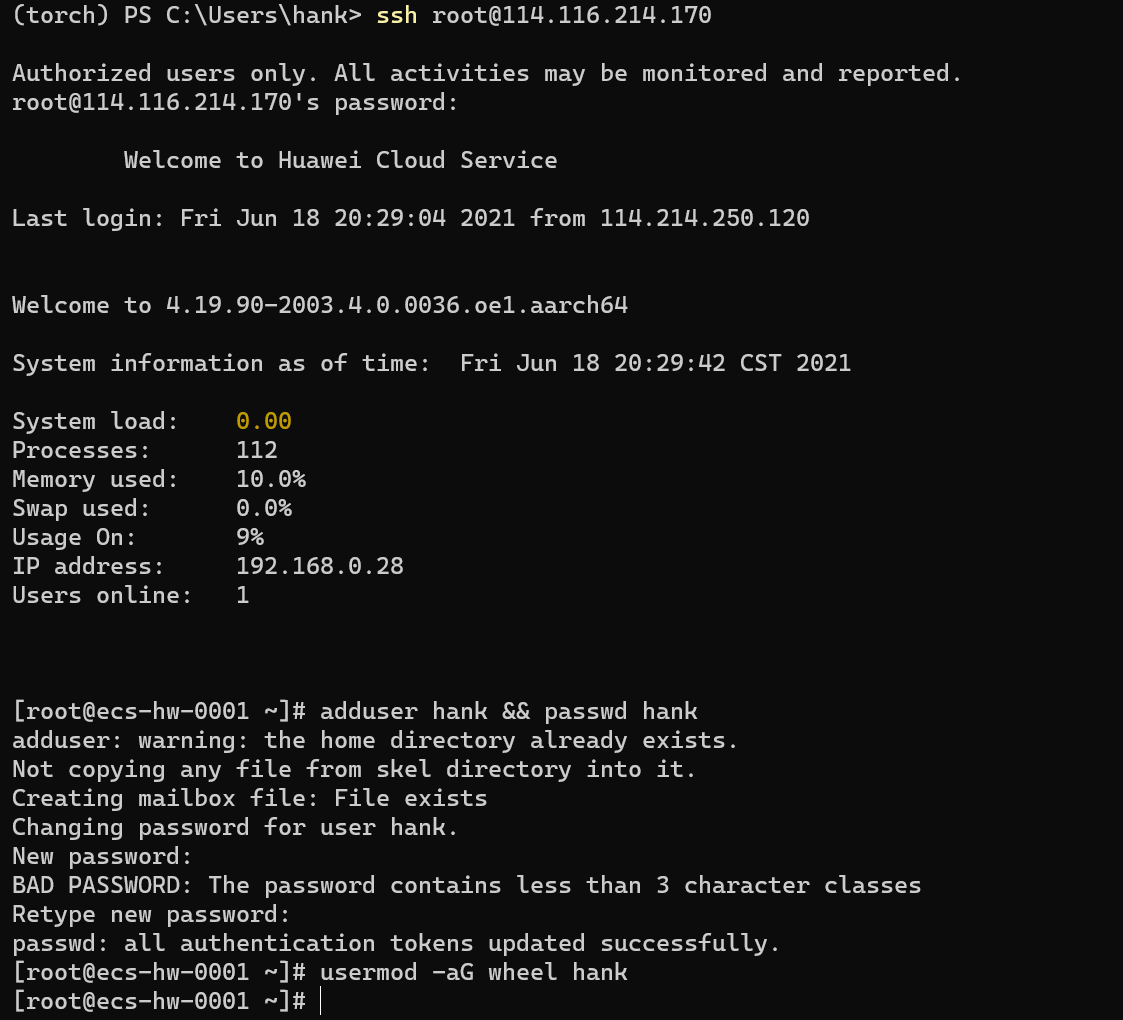 (torch) PS C:\Users\hank> ssh root@114.116.214.170
Authorized users only. All activities may be monitored and reported.
root@114.116.214.170's password:
Welcome to Huawei Cloud Service
Last login: Fri Jun 18 20:29:04 2021 from 114.214.250.120
Welcome to 4.19.90-2003.4.0.0036.oe1.aarch64
System information as of time:  Fri Jun 18 20:29:42 CST 2021
System load:    0.00
Processes:      112
Memory used:    10.0%
Swap used:      0.0%
Usage On:       9%
IP address:     192.168.0.28
Users online:   1
[root@ecs-hw-0001 ~]# adduser hank && passwd hank
adduser: warning: the home directory already exists.
Not copying any file from skel directory into it.
Creating mailbox file: File exists
Changing password for user hank.
New password:
BAD PASSWORD: The password contains less than 3 character classes
Retype new password:
passwd: all authentication tokens updated successfully.
[root@ecs-hw-0001 ~]# usermod -aG wheel hank
[root@ecs-hw-0001 ~]#